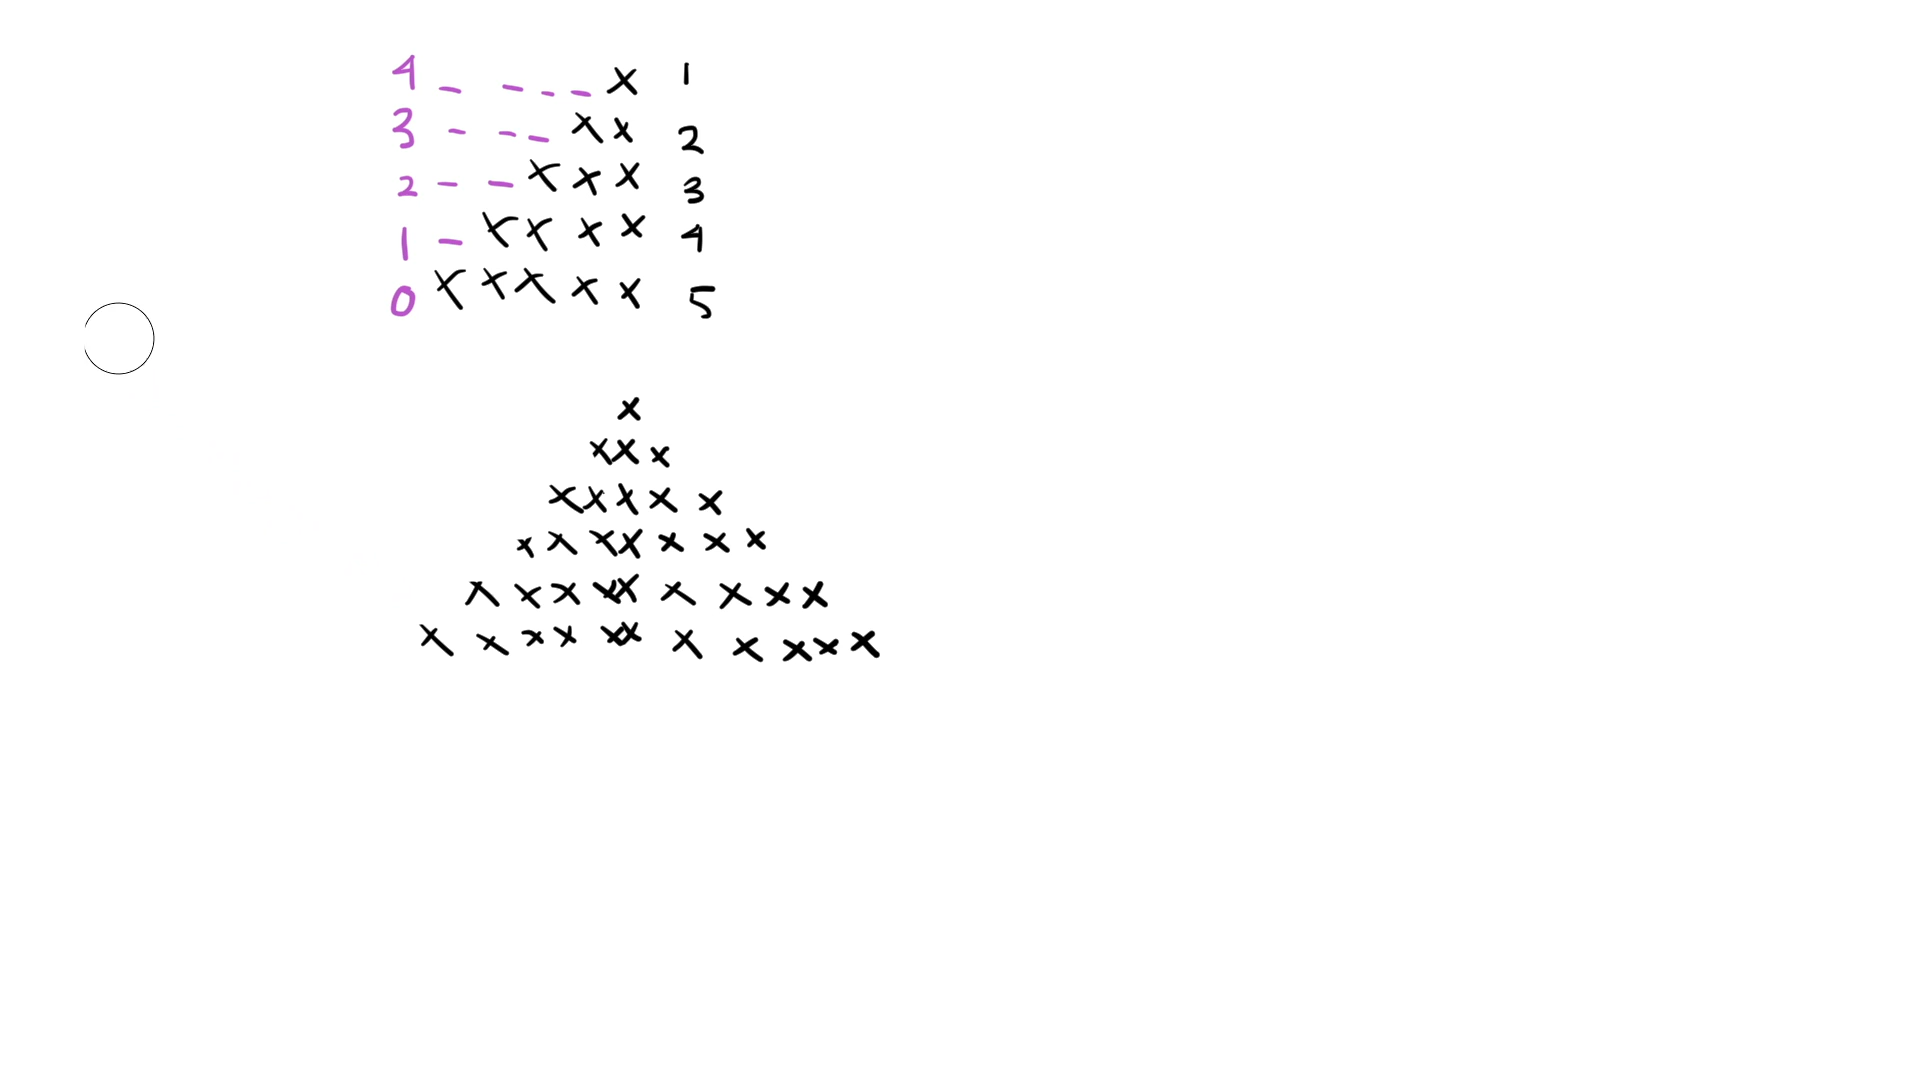 4 - - - - x 1
3 - - - x x 2
2 - - x x x 3
1 - x x x x 4
0 x x x x x 5
x
x x x
x x x x x
x x x x x x x
x x x x x x x x x
x x x x x x x x x x x